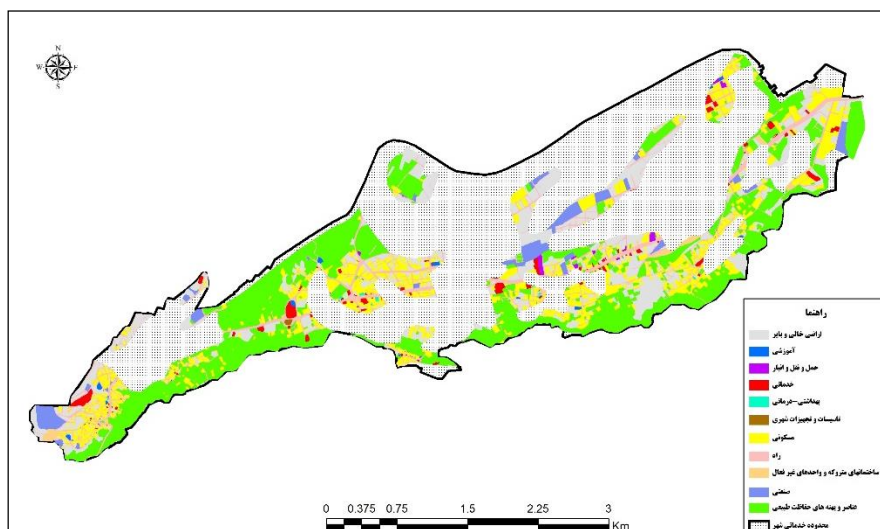 N
W E
S
راهنما
اراضی خالی و بایر
آموزشی
حمل و نقل و انبار
خدماتی
بهداشتی-درمانی
تاسیسات و تجهیزات شهری
مسکونی
راه
ساختمانهای متروکه و واحدهای غیر فعال
صنعتی
عناصر و پهنه های حفاظت طبیعی
محدوده خدماتی شهر
0 0.375 0.75 1.5 2.25 3
Km